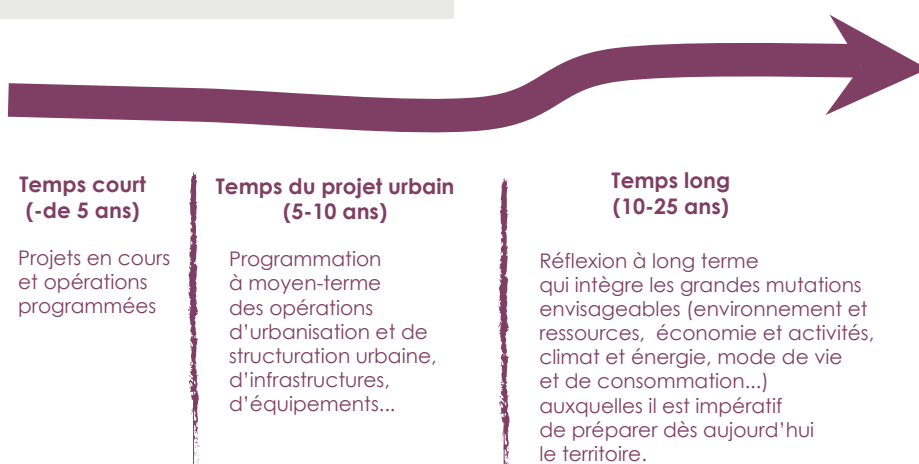 Temps court
(-de 5 ans)
Projets en cours
et opérations
programmées
Temps du projet urbain
(5-10 ans)
Programmation
à moyen-terme
des opérations
d’urbanisation et de
structuration urbaine,
d’infrastructures,
d’équipements...
Temps long
(10-25 ans)
Réflexion à long terme
qui intègre les grandes mutations
envisageables (environnement et
ressources, économie et activités,
climat et énergie, mode de vie
et de consommation...)
auxquelles il est impératif
de préparer dès aujourd’hui
le territoire.